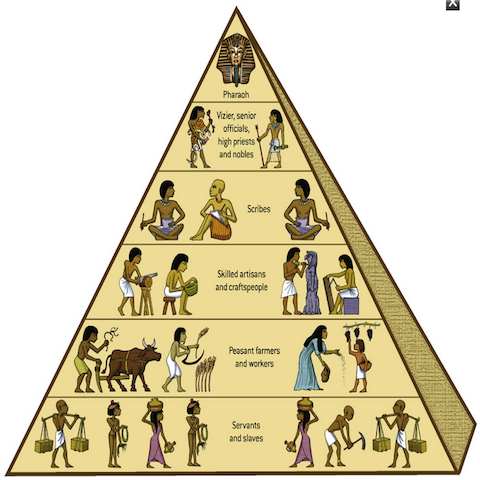 Pharaoh
Vizier, senior
officials,
high priests
and nobles
Scribes
Skilled artisans
and craftspeople
Peasant farmers
and workers
Servants
and slaves